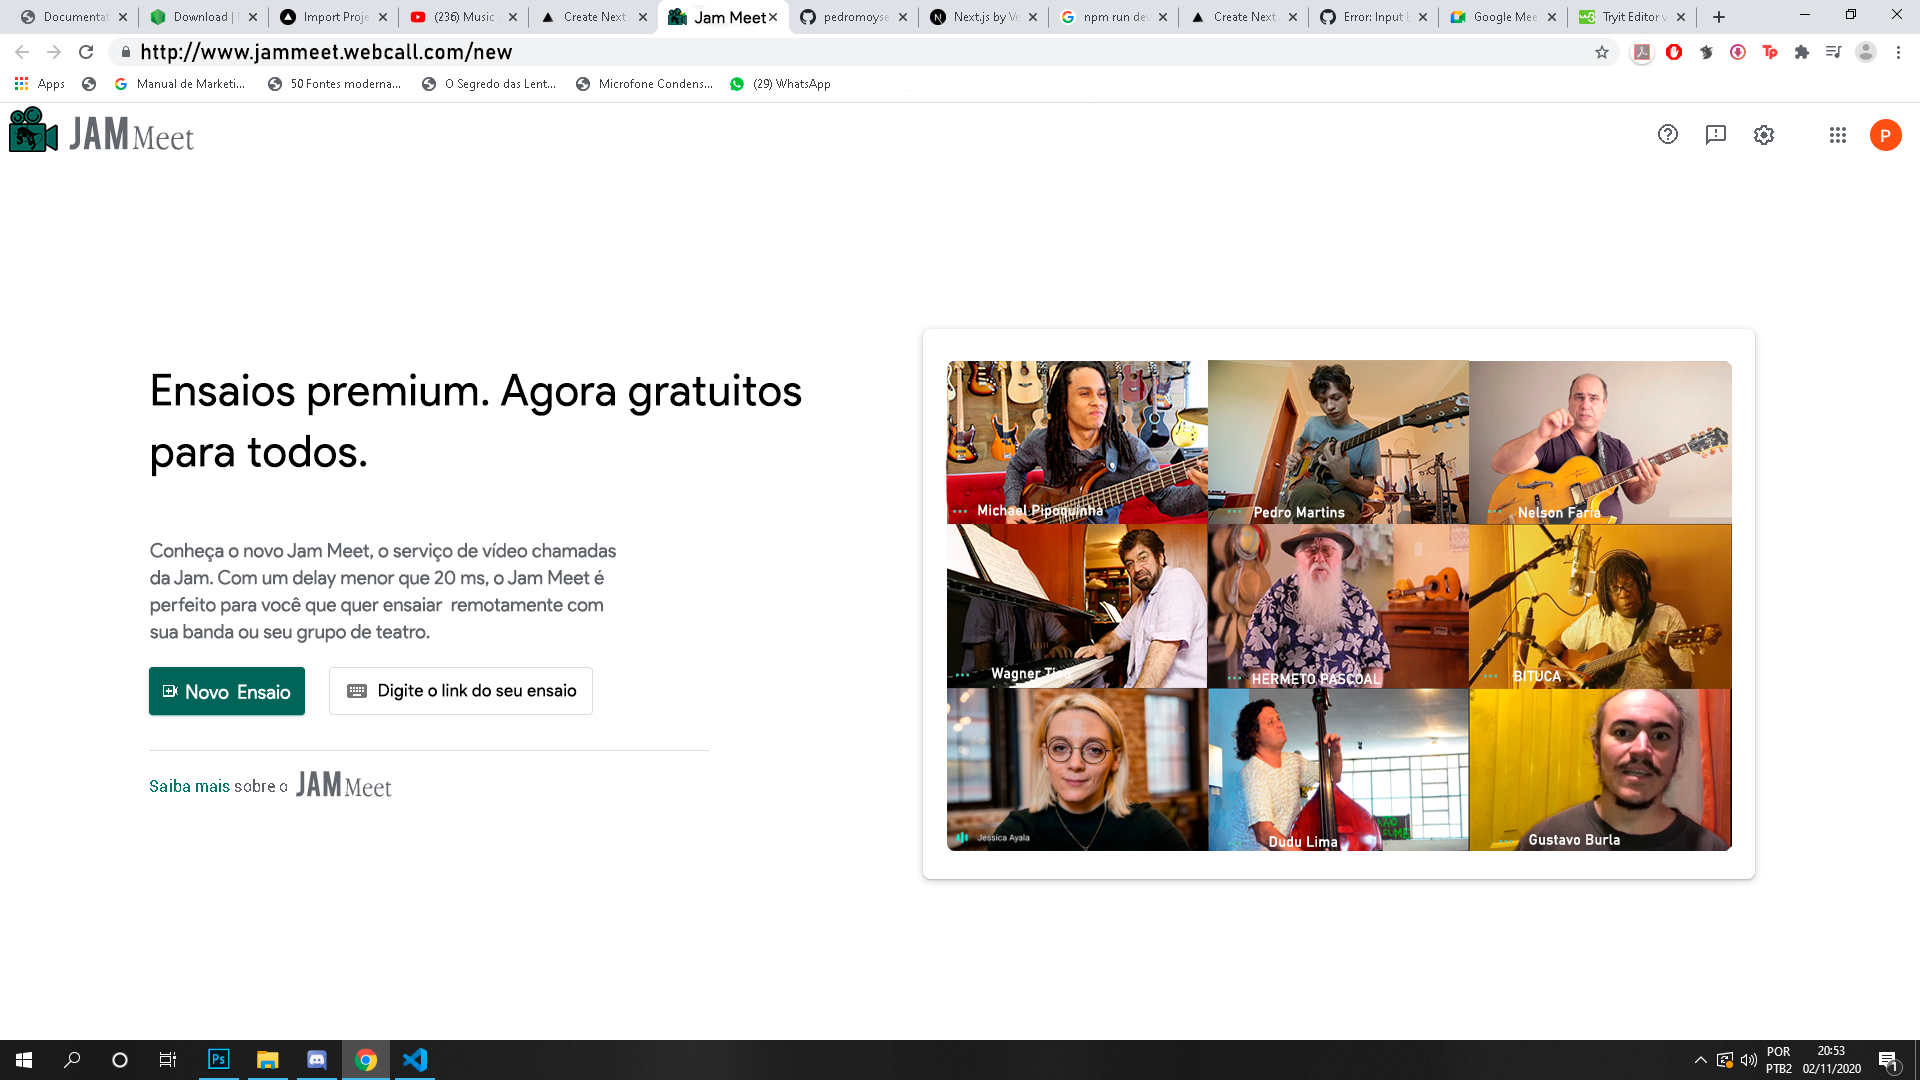 Documentat
Download |
Import Proje
(236) Music
Create Next
Jam Meet
pedromoyse
Next.js by Ve
npm run dev
Create Next
Error: Input
Google Mee
Tryit Editor v
http://www.jammeet.webcall.com/new
Apps
Manual de Marketi...
50 Fontes moderna...
O Segredo das Lent...
Microfone Condens...
(29) WhatsApp
JAM Meet
P
Ensaios premium. Agora gratuitos
para todos.
Conheça o novo Jam Meet, o serviço de vídeo chamadas
da Jam. Com um delay menor que 20 ms, o Jam Meet é
perfeito para você que quer ensaiar remotamente com
sua banda ou seu grupo de teatro.
Novo Ensaio
Digite o link do seu ensaio
Saiba mais sobre o JAM Meet
Michael Pipoquinha
Pedro Martins
Nelson Faria
Wagner Tiso
HERMETO PASCOAL
BITUCA
Jessica Ayala
Dudu Lima
Gustavo Burla
Ps
POR
PTB2
20:53
02/11/2020
1